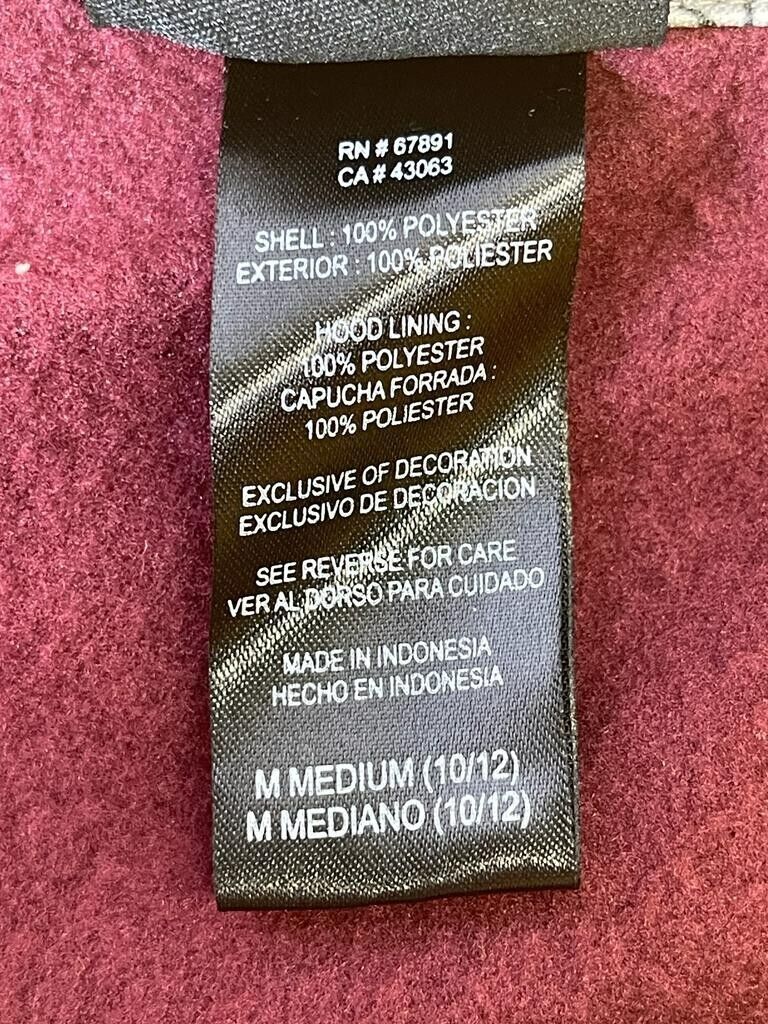 RN # 67891
CA # 43063
SHELL : 100% POLYESTER
EXTERIOR : 100% POLIESTER
HOOD LINING :
100% POLYESTER
CAPUCHA FORRADA :
100% POLIESTER
EXCLUSIVE OF DECORATION
EXCLUSIVO DE DECORACION
SEE REVERSE FOR CARE
VER AL DORSO PARA CUIDADO
MADE IN INDONESIA
HECHO EN INDONESIA
M MEDIUM (10/12)
M MEDIANO (10/12)